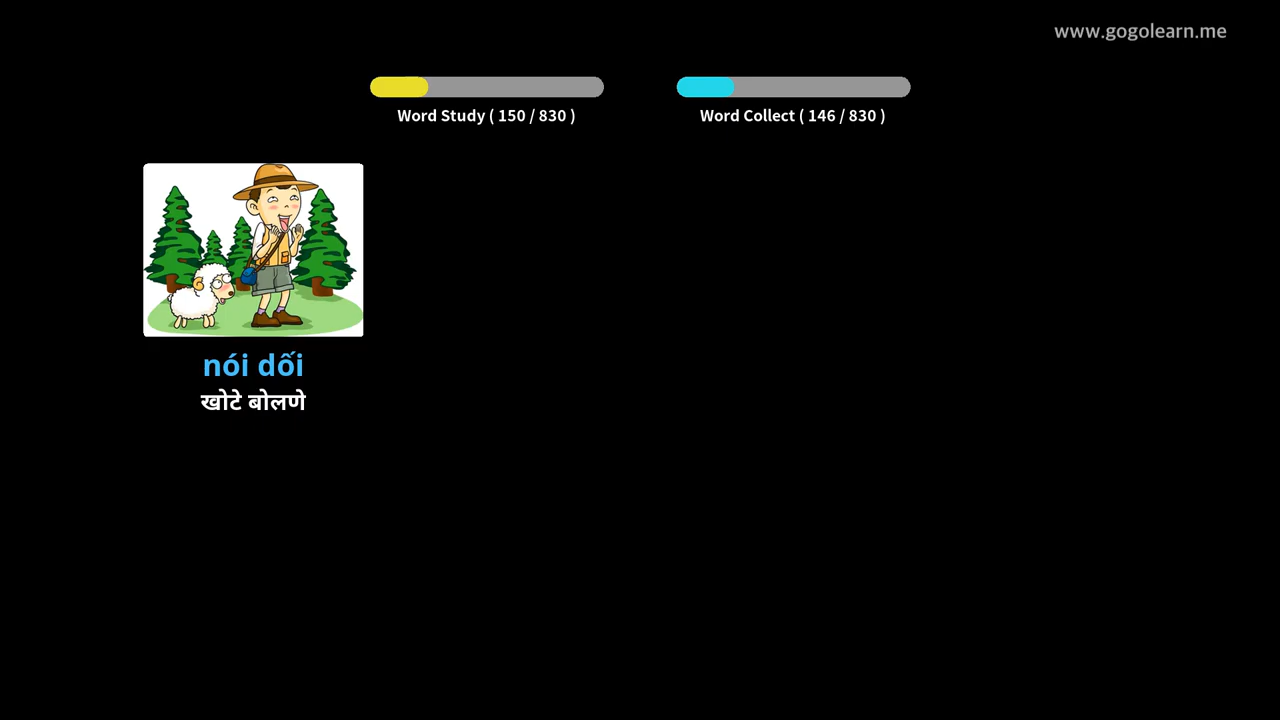 www.gogolearn.me
Word Study ( 150 / 830 )
Word Collect ( 146 / 830 )
nói dối
खोटे बोलणे